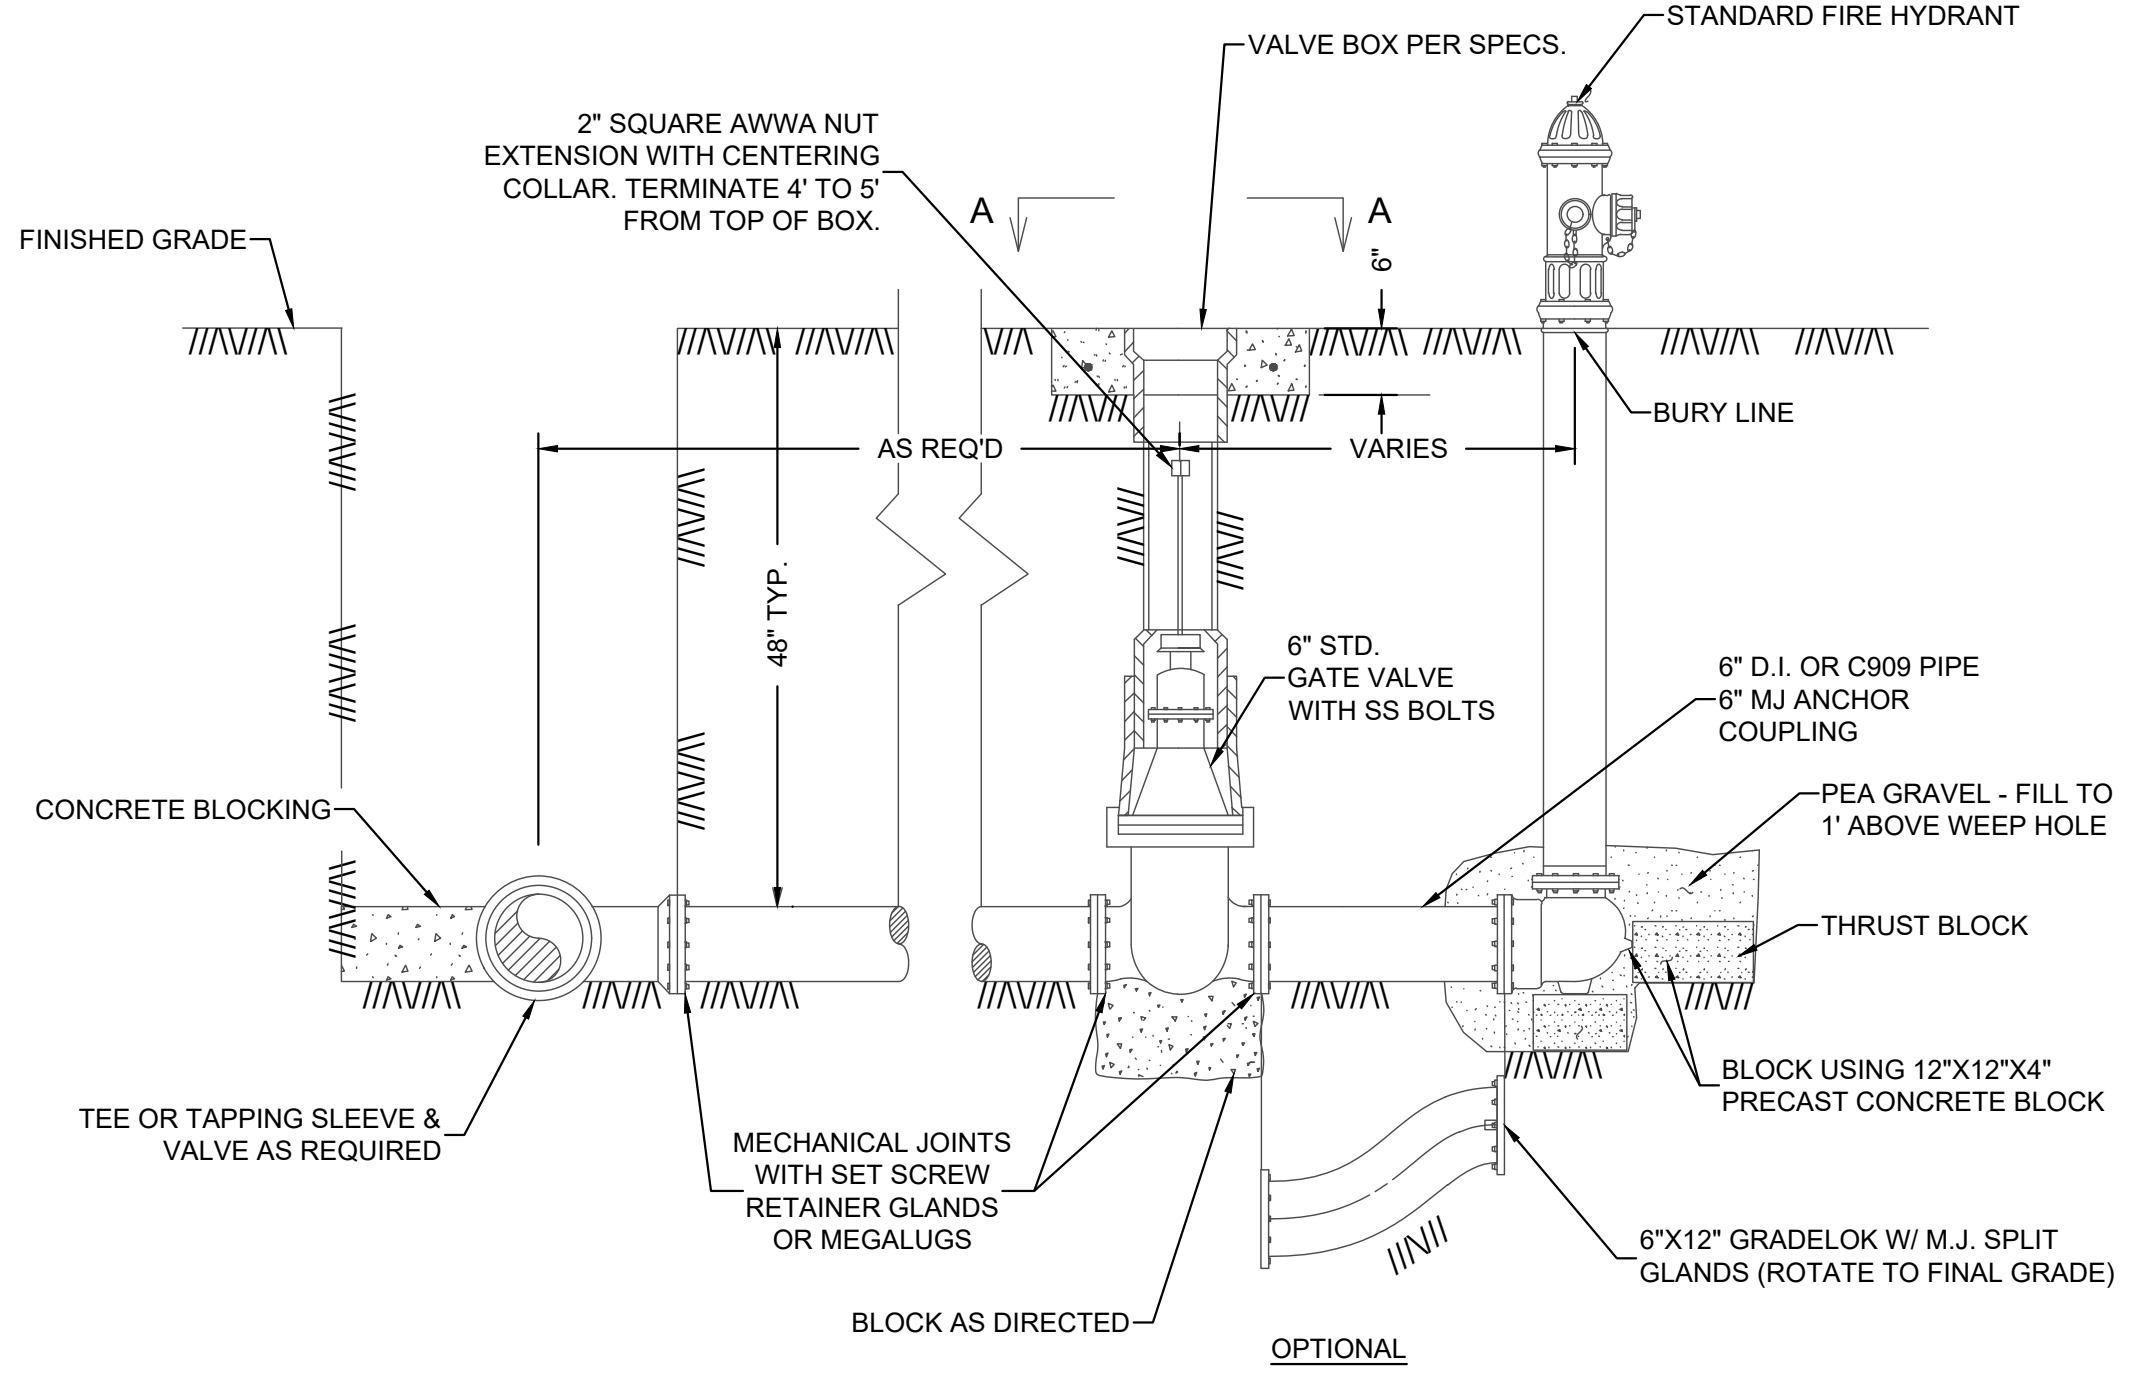 STANDARD FIRE HYDRANT
VALVE BOX PER SPECS.
2" SQUARE AWWA NUT
EXTENSION WITH CENTERING
COLLAR. TERMINATE 4' TO 5'
FROM TOP OF BOX.
A
A
FINISHED GRADE
6"
BURY LINE
AS REQ'D
VARIES
48" TYP.
6" STD.
GATE VALVE
WITH SS BOLTS
6" D.I. OR C909 PIPE
6" MJ ANCHOR
COUPLING
CONCRETE BLOCKING
PEA GRAVEL - FILL TO
1' ABOVE WEEP HOLE
THRUST BLOCK
BLOCK USING 12"X12"X4"
PRECAST CONCRETE BLOCK
TEE OR TAPPING SLEEVE &
VALVE AS REQUIRED
MECHANICAL JOINTS
WITH SET SCREW
RETAINER GLANDS
OR MEGALUGS
6"X12" GRADELOK W/ M.J. SPLIT
GLANDS (ROTATE TO FINAL GRADE)
BLOCK AS DIRECTED
OPTIONAL